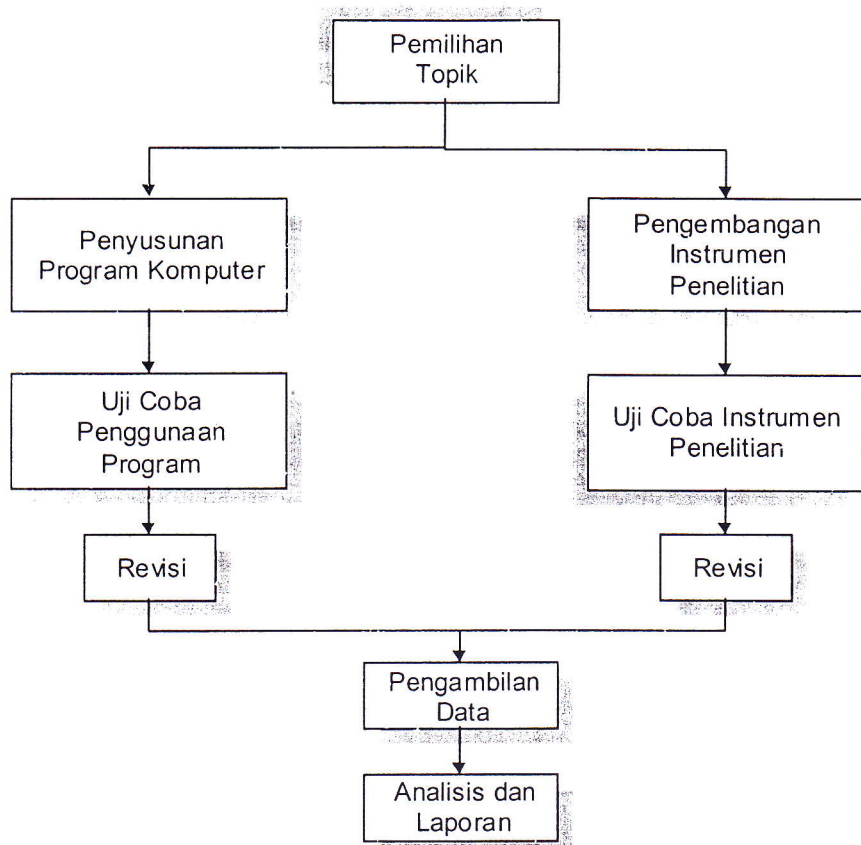 Pemilihan
Topik
Penyusunan
Program Komputer
Pengembangan
Instrumen
Penelitian
Uji Coba
Penggunaan
Program
Uji Coba Instrumen
Penelitian
Revisi
Revisi
Pengambilan
Data
Analisis dan
Laporan